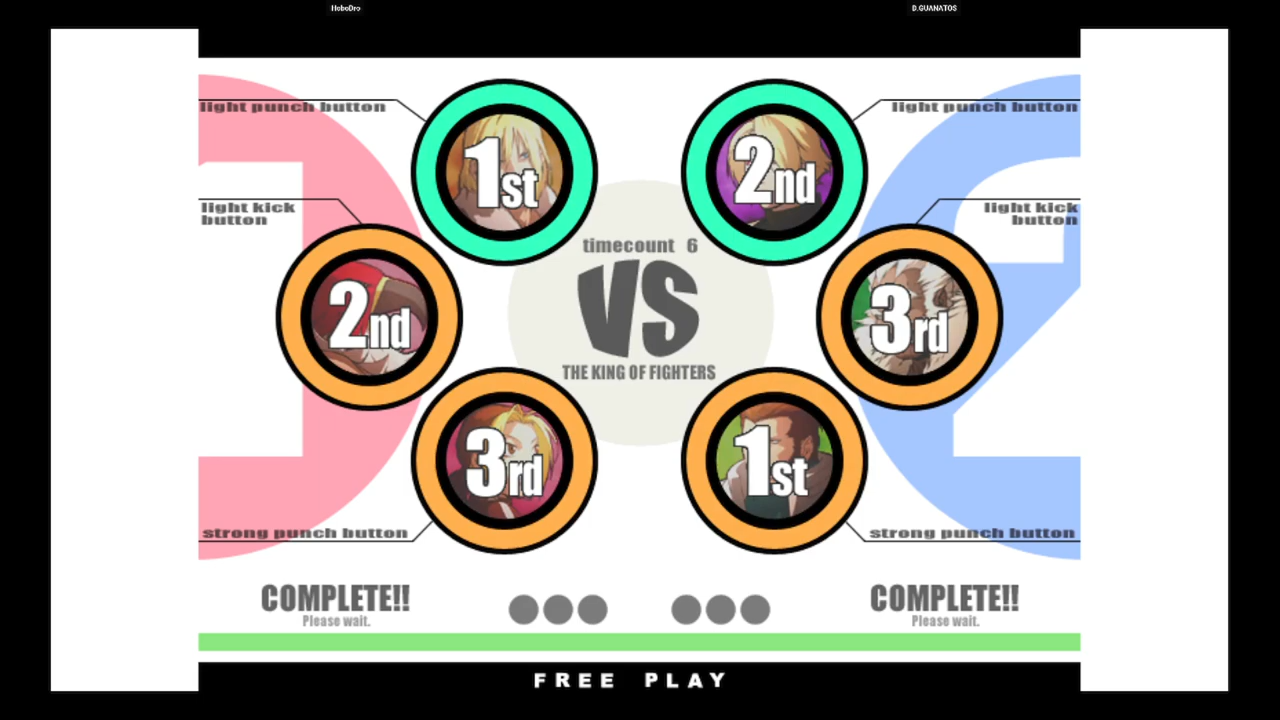 HoboDro
D.GUANATOS
light punch button
light punch button
1st
2nd
light kick
button
light kick
button
timecount 6
VS
2nd
3rd
THE KING OF FIGHTERS
3rd
1st
strong punch button
strong punch button
COMPLETE!!
Please wait.
COMPLETE!!
Please wait.
FREE PLAY